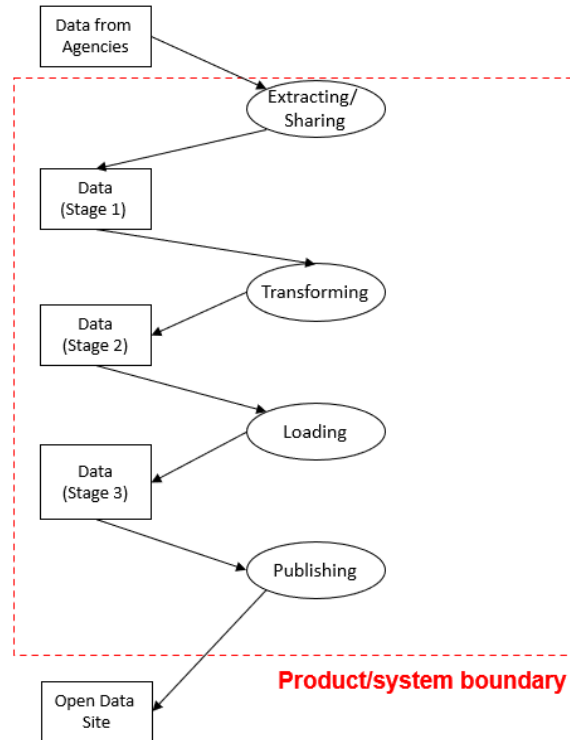 Data from
Agencies
Extracting/
Sharing
Data
(Stage 1)
Transforming
Data
(Stage 2)
Loading
Data
(Stage 3)
Publishing
Product/system boundary
Open Data
Site